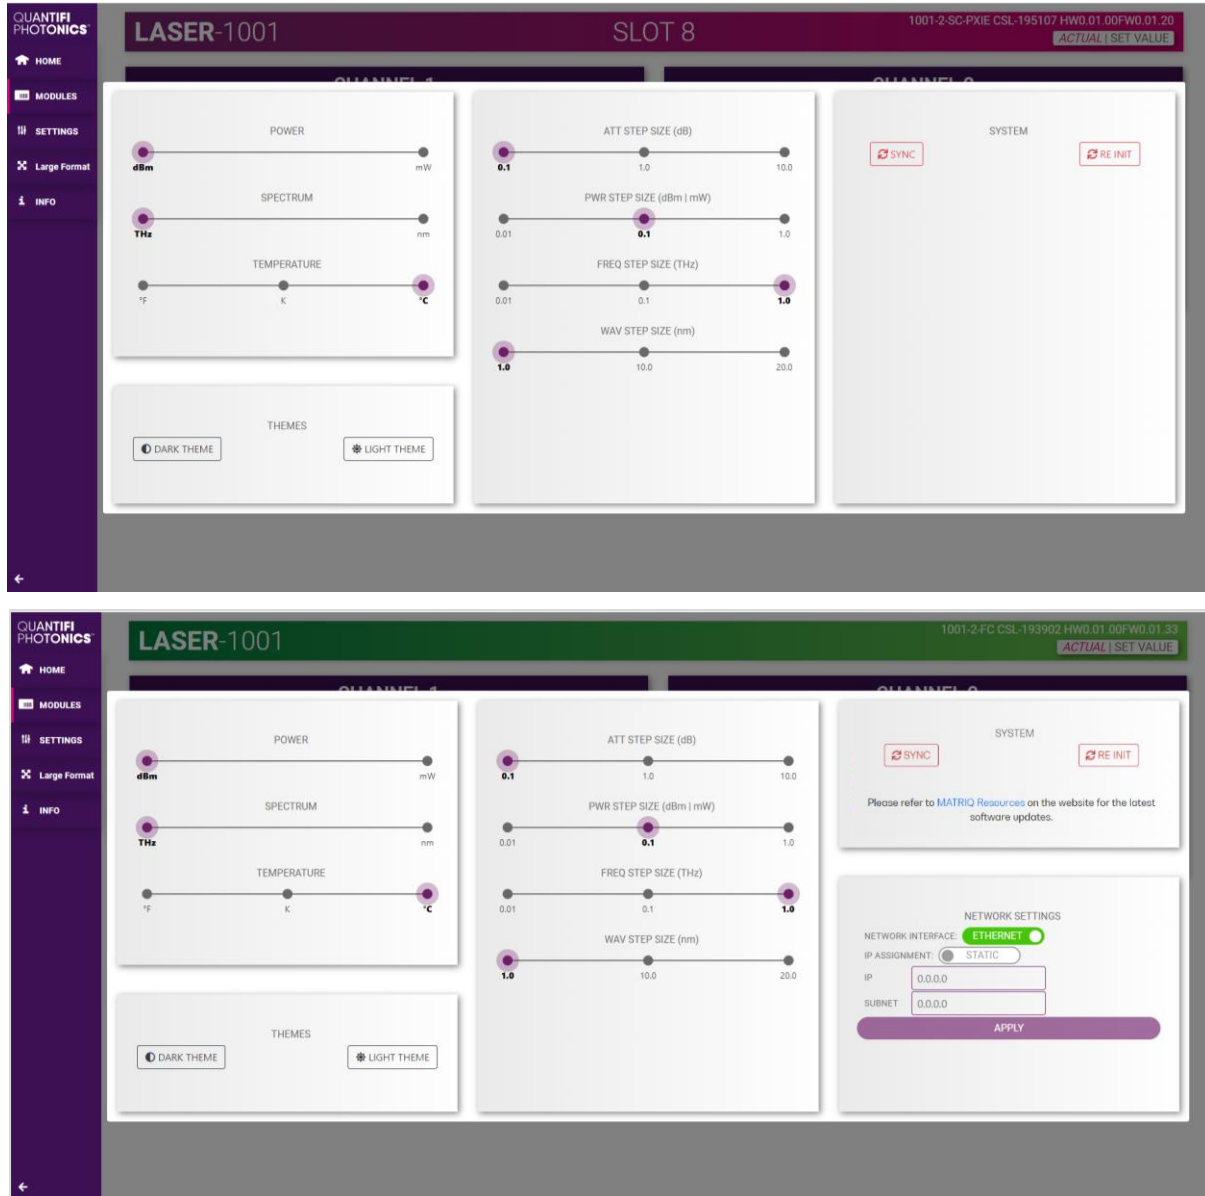 QUANTIFI
PHOTONICS™
HOME
MODULES
SETTINGS
Large Format
INFO
LASER-1001
SLOT 8
1001-2-SC-PXIE CSL-195107 HW0.01.00FW0.01.20
ACTUAL | SET VALUE
POWER
dBm mW
SPECTRUM
THz nm
TEMPERATURE
°F K °C
THEMES
DARK THEME LIGHT THEME
ATT STEP SIZE (dB)
0.1 1.0 10.0
PWR STEP SIZE (dBm | mW)
0.01 0.1 1.0
FREQ STEP SIZE (THz)
0.01 0.1 1.0
WAV STEP SIZE (nm)
1.0 10.0 20.0
SYSTEM
SYNC RE INIT
QUANTIFI
PHOTONICS™
HOME
MODULES
SETTINGS
Large Format
INFO
LASER-1001
1001-2-FC CSL-193902 HW0.01.00FW0.01.33
ACTUAL | SET VALUE
POWER
dBm mW
SPECTRUM
THz nm
TEMPERATURE
°F K °C
THEMES
DARK THEME LIGHT THEME
ATT STEP SIZE (dB)
0.1 1.0 10.0
PWR STEP SIZE (dBm | mW)
0.01 0.1 1.0
FREQ STEP SIZE (THz)
0.01 0.1 1.0
WAV STEP SIZE (nm)
1.0 10.0 20.0
SYSTEM
SYNC RE INIT
Please refer to MATRIQ Resources on the website for the latest
software updates.
NETWORK SETTINGS
NETWORK INTERFACE: ETHERNET
IP ASSIGNMENT: STATIC
IP 0.0.0.0
SUBNET 0.0.0.0
APPLY